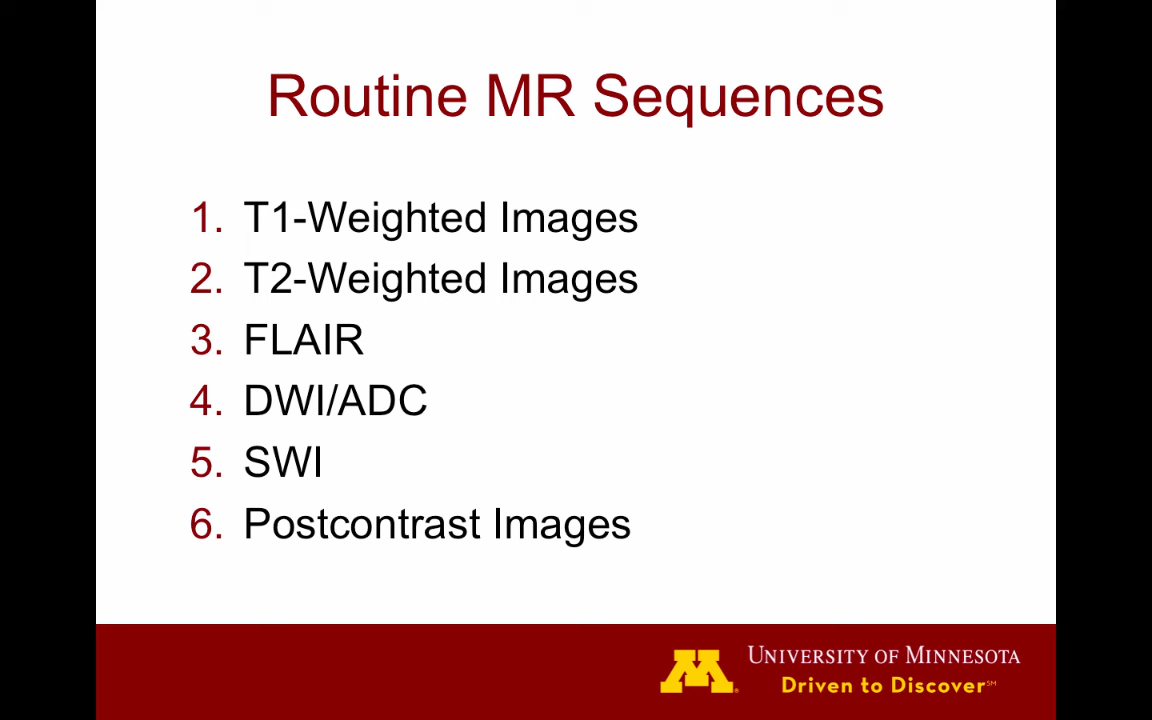 Routine MR Sequences
1. T1-Weighted Images
2. T2-Weighted Images
3. FLAIR
4. DWI/ADC
5. SWI
6. Postcontrast Images
M
UNIVERSITY OF MINNESOTA
Driven to Discover℠